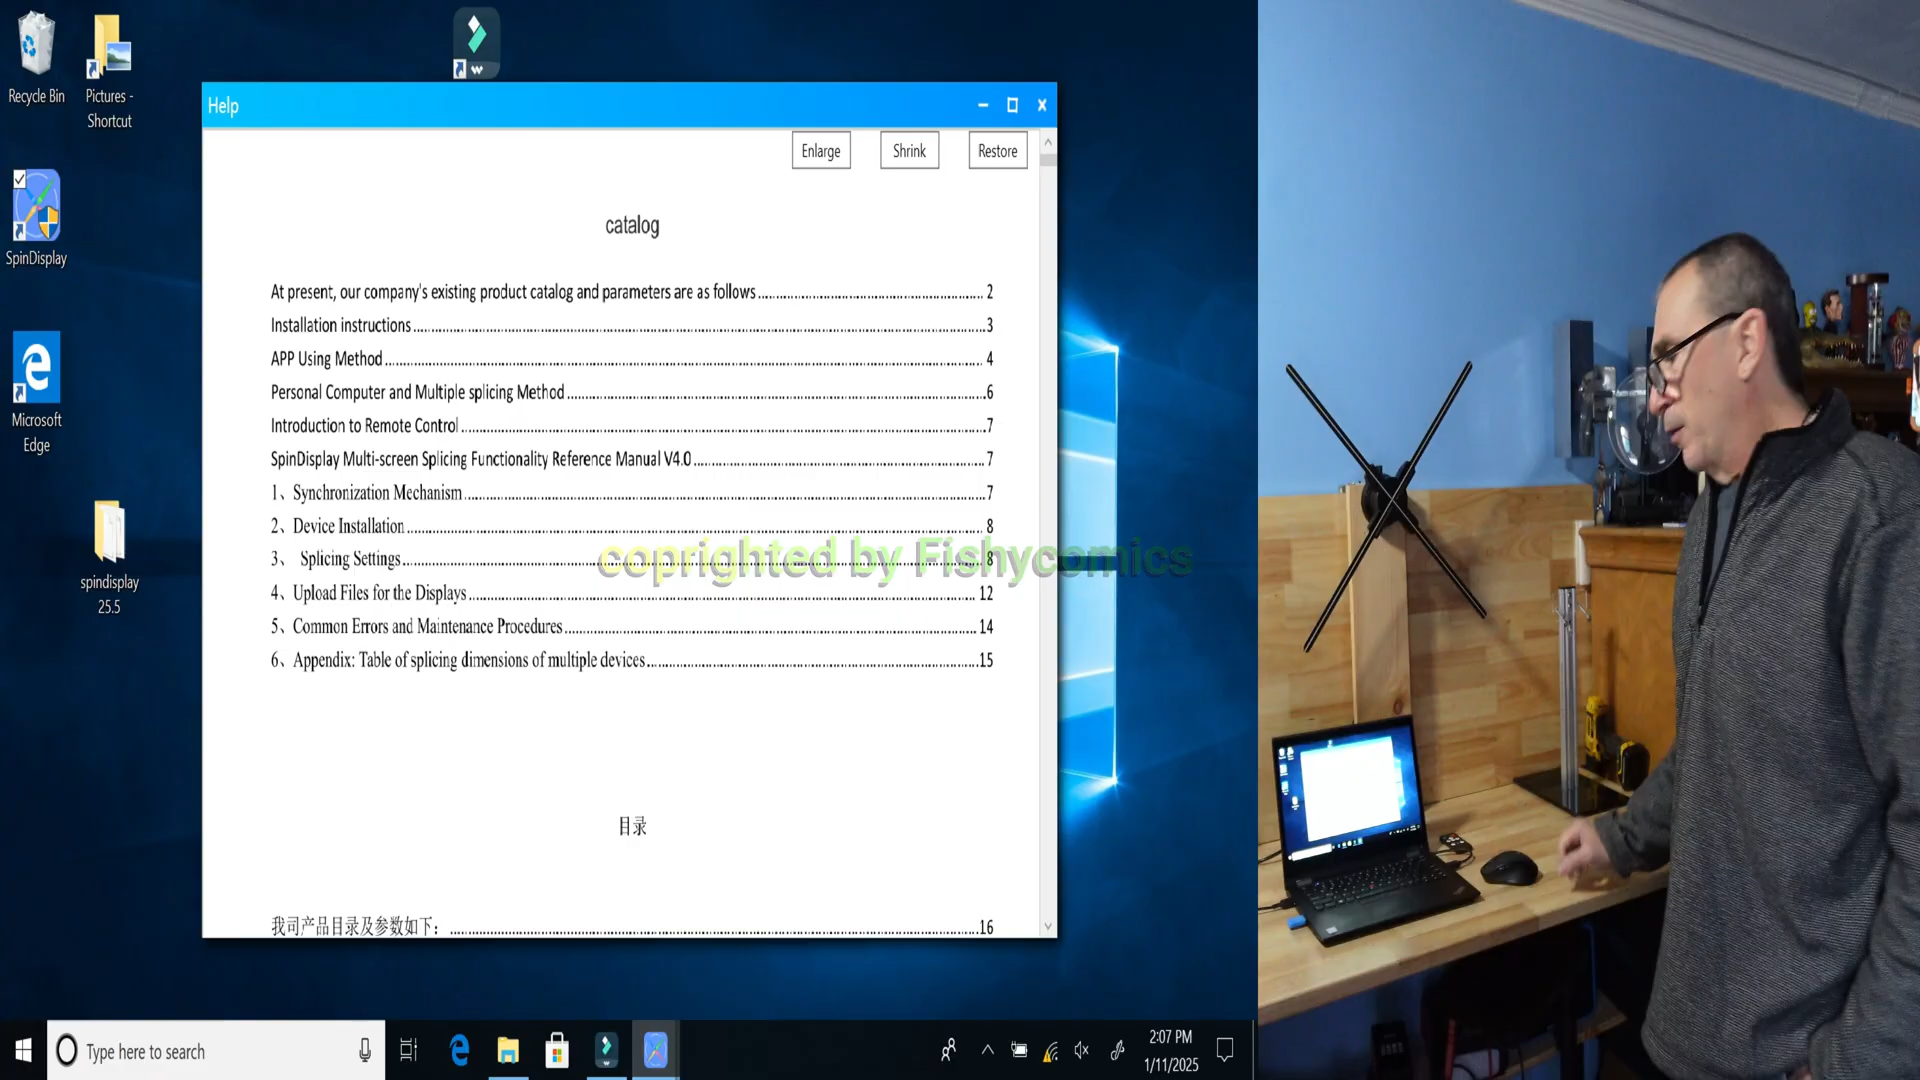 Recycle Bin
Pictures -
Shortcut
SpinDisplay
Microsoft
Edge
spindisplay
25.5
Help
Enlarge
Shrink
Restore
catalog
At present, our company's existing product catalog and parameters are as follows........2
Installation instructions........3
APP Using Method........4
Personal Computer and Multiple splicing Method........6
Introduction to Remote Control........7
SpinDisplay Multi-screen Splicing Functionality Reference Manual V4.0........7
1、Synchronization Mechanism........7
2、Device Installation........8
3、 Splicing Settings........8
4、Upload Files for the Displays........12
5、Common Errors and Maintenance Procedures........14
6、Appendix: Table of splicing dimensions of multiple devices........15
目录
我司产品目录及参数如下：........16
coprighted by Fishycomics
Type here to search
2:07 PM
1/11/2025